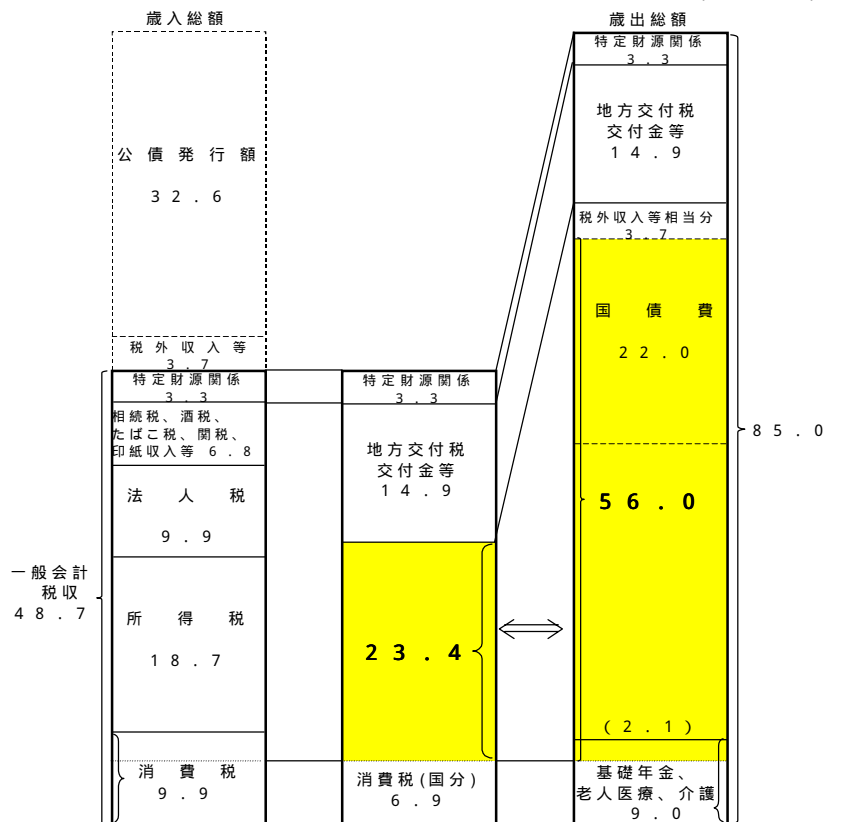 歳入総額
公債発行額
32.6
税外収入等
3.7
特定財源関係
3.3
相続税、酒税、
たばこ税、関税、
印紙収入等 6.8
法人税
9.9
一般会計
税収
48.7
所得税
18.7
消費税
9.9
特定財源関係
3.3
地方交付税
交付金等
14.9
23.4
消費税(国分)
6.9
歳出総額
特定財源関係
3.3
地方交付税
交付金等
14.9
税外収入等相当分
3.7
国債費
22.0
85.0
56.0
(2.1)
基礎年金、
老人医療、介護
9.0